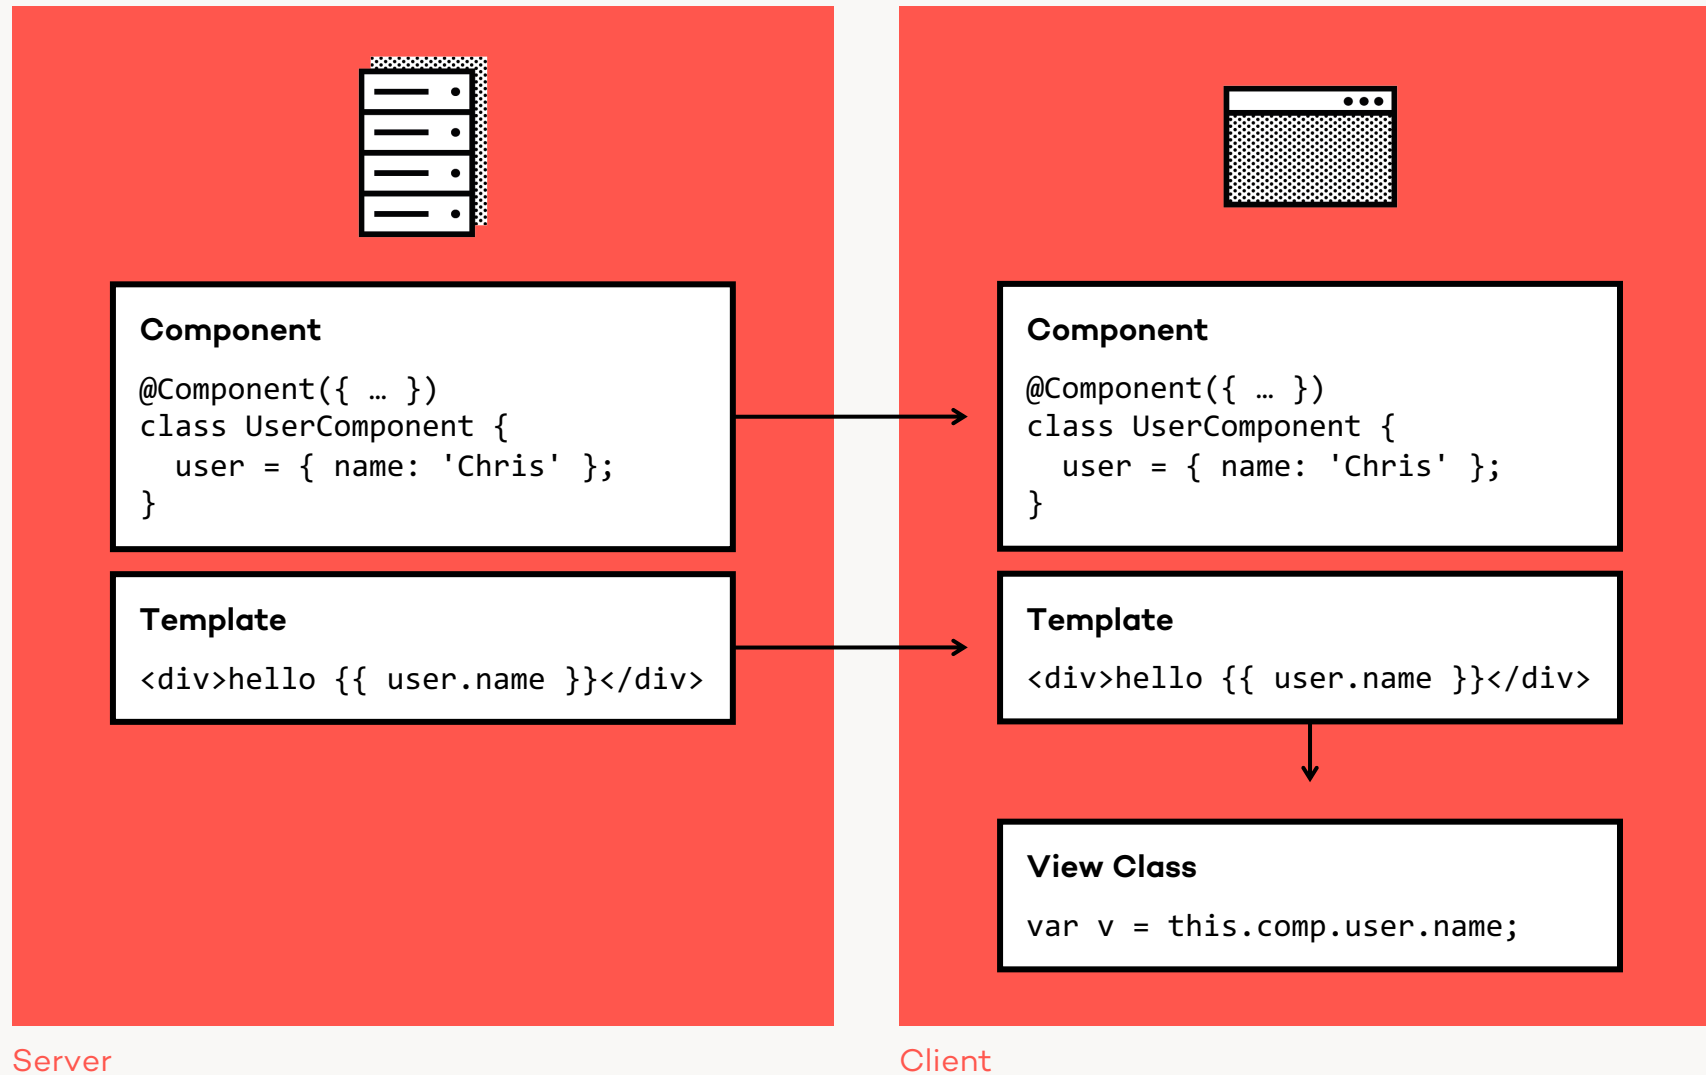 Component
@Component({ … })
class UserComponent {
  user = { name: 'Chris' };
}
Template
<div>hello {{ user.name }}</div>
Server
Component
@Component({ … })
class UserComponent {
  user = { name: 'Chris' };
}
Template
<div>hello {{ user.name }}</div>
View Class
var v = this.comp.user.name;
Client